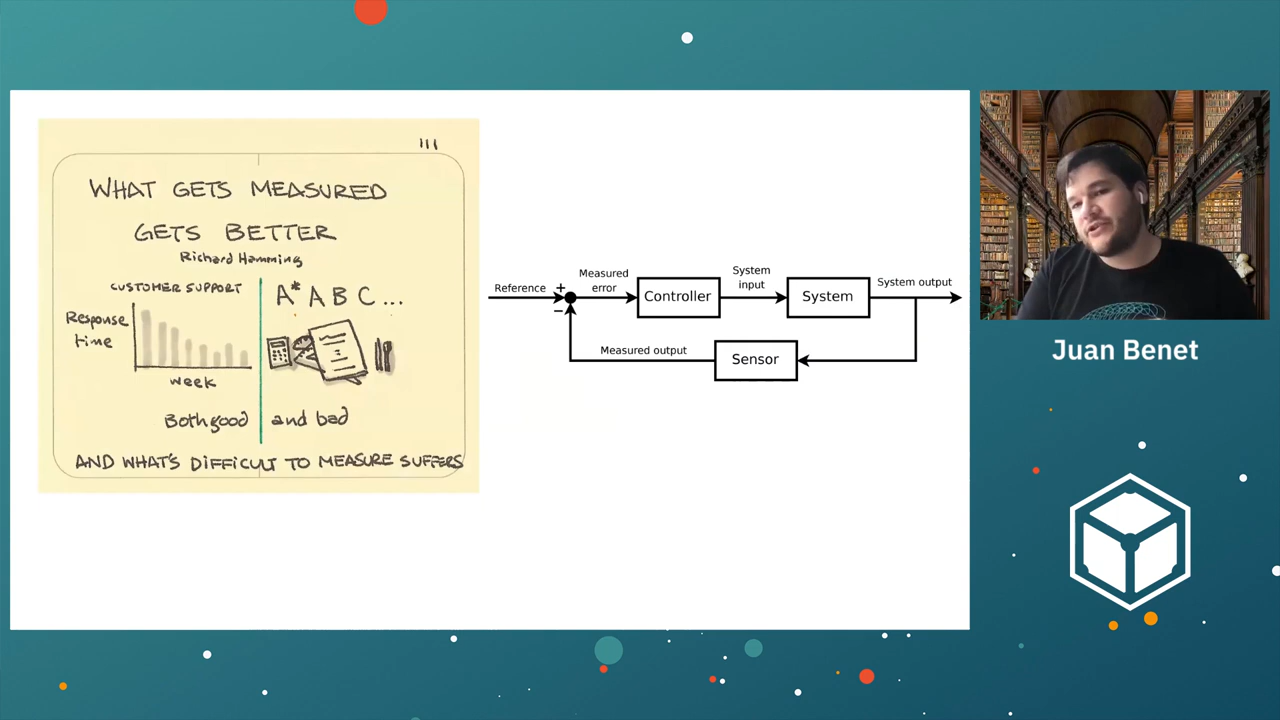 111
WHAT GETS MEASURED
GETS BETTER
Richard Hamming
CUSTOMER SUPPORT
Response
time
week
A* A B C ...
Both good and bad
AND WHAT'S DIFFICULT TO MEASURE SUFFERS
Reference
+
−
Measured
error
Controller
System
input
System
System output
Measured output
Sensor
Juan Benet